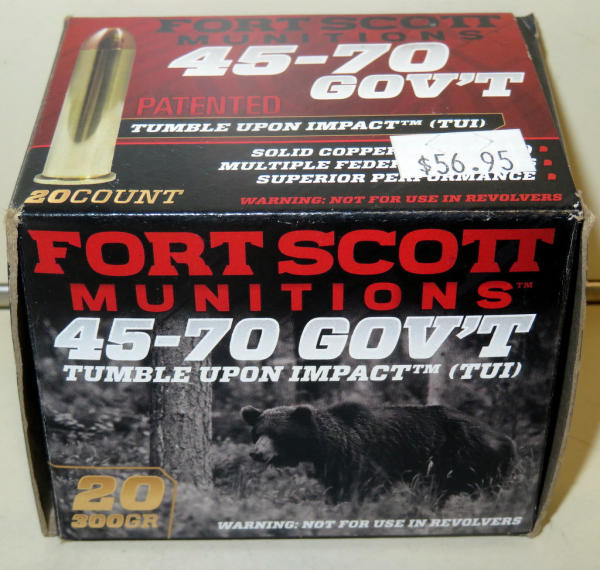 FORT SCOTT
MUNITIONS
45-70
GOV'T
PATENTED
TUMBLE UPON IMPACT™ (TUI)
SOLID COPPER
MULTIPLE
SUPERIOR PERFORMANCE
$56.95
20COUNT
WARNING: NOT FOR USE IN REVOLVERS
FORT SCOTT
MUNITIONS™
45-70 GOV'T
TUMBLE UPON IMPACT™ (TUI)
20
300GR
WARNING: NOT FOR USE IN REVOLVERS